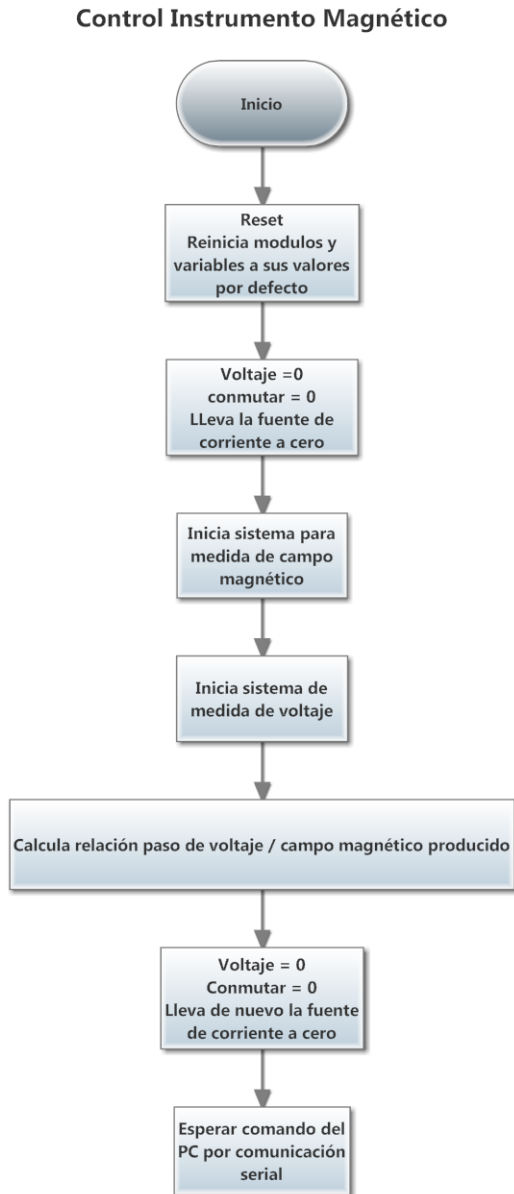 Control Instrumento Magnético
Inicio
Reset
Reinicia modulos y
variables a sus valores
por defecto
Voltaje =0
conmutar = 0
LLeva la fuente de
corriente a cero
Inicia sistema para
medida de campo
magnético
Inicia sistema de
medida de voltaje
Calcula relación paso de voltaje / campo magnético producido
Voltaje = 0
Conmutar = 0
Lleva de nuevo la fuente
de corriente a cero
Esperar comando del
PC por comunicación
serial